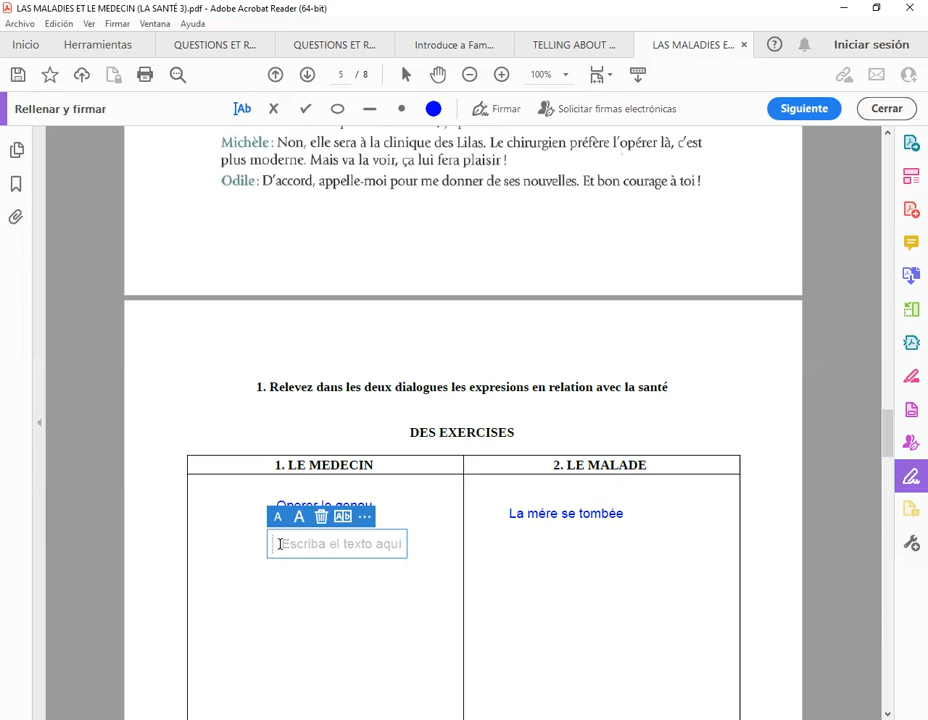 LAS MALADIES ET LE MEDECIN (LA SANTÉ 3).pdf - Adobe Acrobat Reader (64-bit)
Archivo Edición Ver Firmar Ventana Ayuda
Inicio Herramientas QUESTIONS ET R... QUESTIONS ET R... Introduce a Fam... TELLING ABOUT ... LAS MALADIES E... × Iniciar sesión
5 / 8 100%
Rellenar y firmar Ab Firmar Solicitar firmas electrónicas Siguiente Cerrar
Michèle : Non, elle sera à la clinique des Lilas. Le chirurgien préfère l'opérer là, c'est
plus moderne. Mais va la voir, ça lui fera plaisir !
Odile : D'accord, appelle-moi pour me donner de ses nouvelles. Et bon courage à toi !
1. Relevez dans les deux dialogues les expresions en relation avec la santé
DES EXERCISES
1. LE MEDECIN 2. LE MALADE
La mére se tombée
A A Ab ...
Escriba el texto aquí